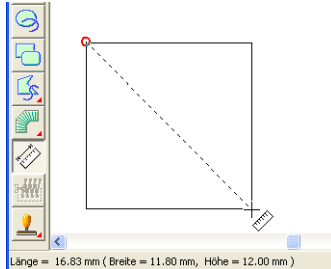 Länge = 16.83 mm ( Breite = 11.80 mm, Höhe = 12.00 mm )